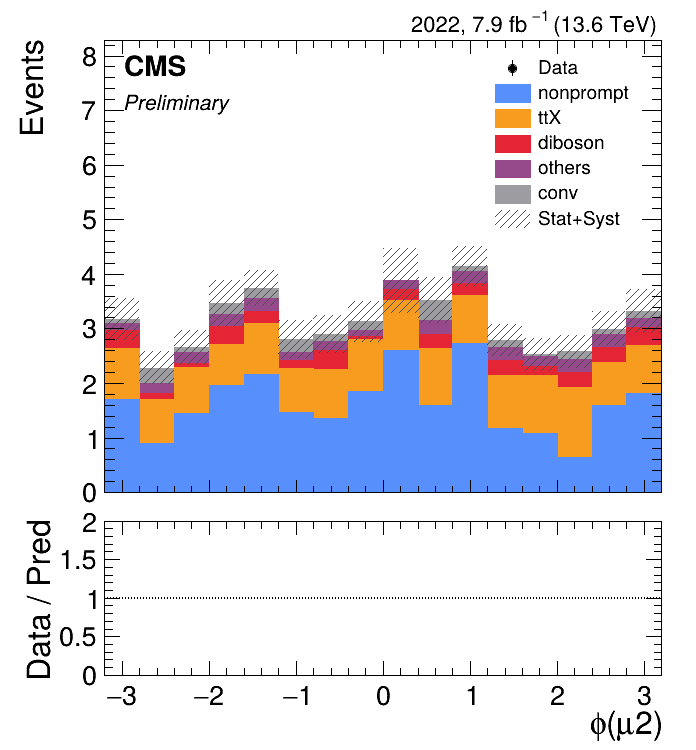 2022, 7.9 fb⁻¹ (13.6 TeV)
Events
CMS
Preliminary
Data
nonprompt
ttX
diboson
others
conv
Stat+Syst
8
7
6
5
4
3
2
1
0
Data / Pred
2
1.5
1
0.5
0
−3 −2 −1 0 1 2 3
ϕ(μ2)